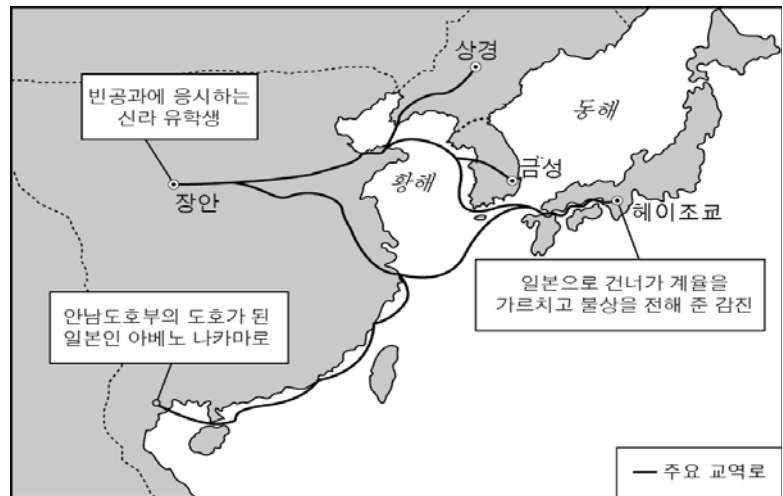 상경
빈공과에 응시하는
신라 유학생
동해
금성
황해
장안
헤이조쿄
일본으로 건너가 계율을
가르치고 불상을 전해 준 감진
안남도호부의 도호가 된
일본인 아베노 나카마로
주요 교역로